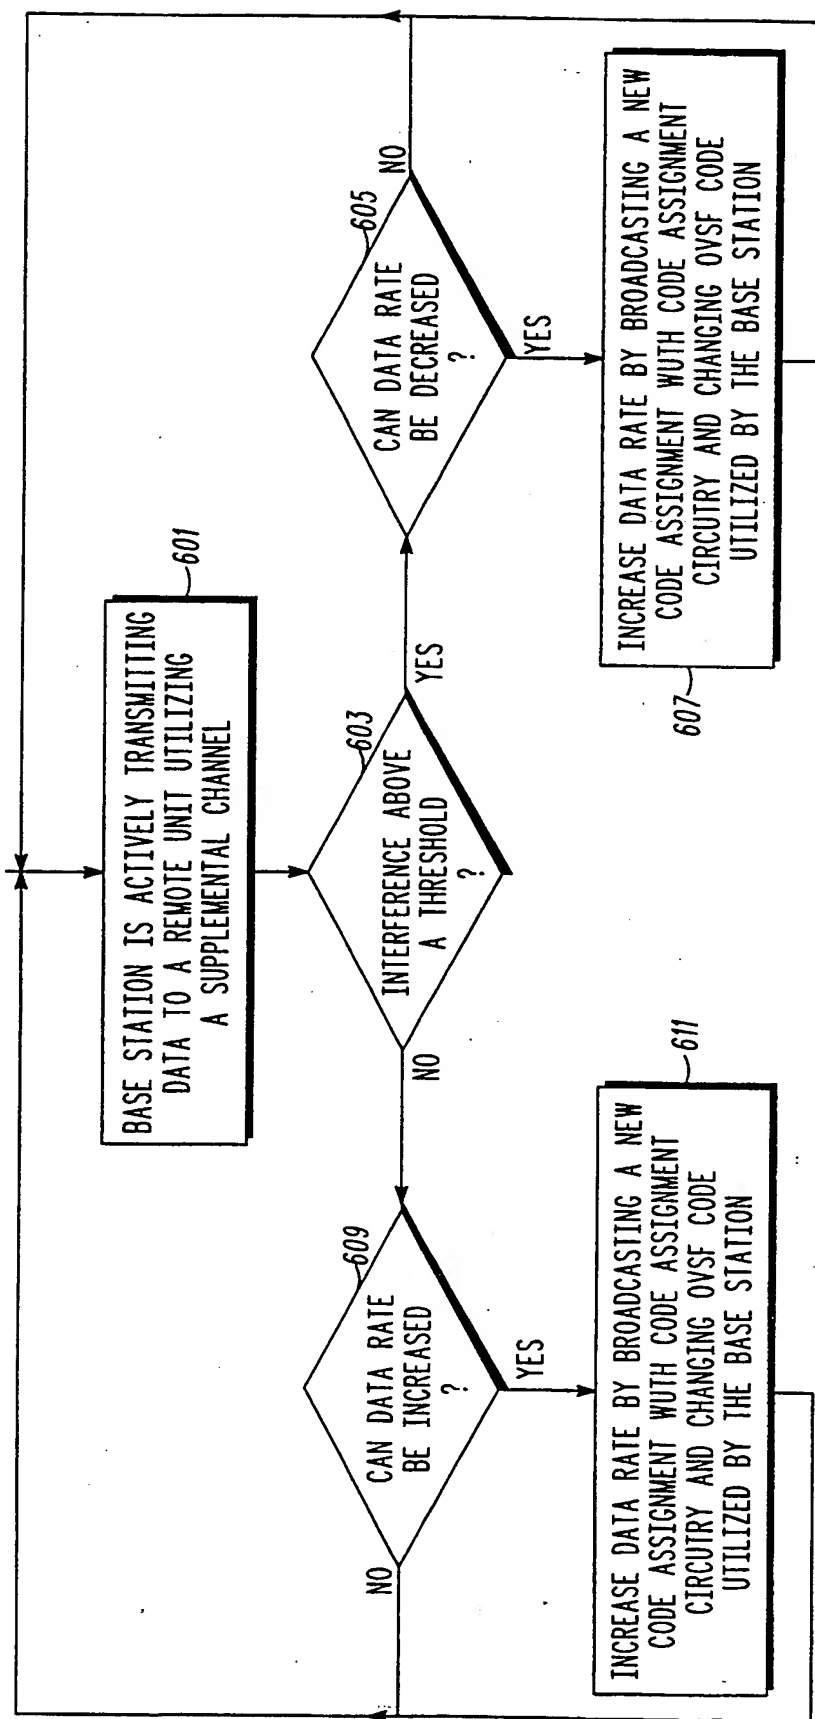 BASE STATION IS ACTIVELY TRANSMITTING
DATA TO A REMOTE UNIT UTILIZING
A SUPPLEMENTAL CHANNEL
601
INTERFERENCE ABOVE
A THRESHOLD
?
603
NO
YES
CAN DATA RATE
BE INCREASED
?
609
NO
YES
CAN DATA RATE
BE DECREASED
?
605
NO
YES
INCREASE DATA RATE BY BROADCASTING A NEW
CODE ASSIGNMENT WUTH CODE ASSIGNMENT
CIRCUTRY AND CHANGING OVSF CODE
UTILIZED BY THE BASE STATION
611
INCREASE DATA RATE BY BROADCASTING A NEW
CODE ASSIGNMENT WUTH CODE ASSIGNMENT
CIRCUTRY AND CHANGING OVSF CODE
UTILIZED BY THE BASE STATION
607